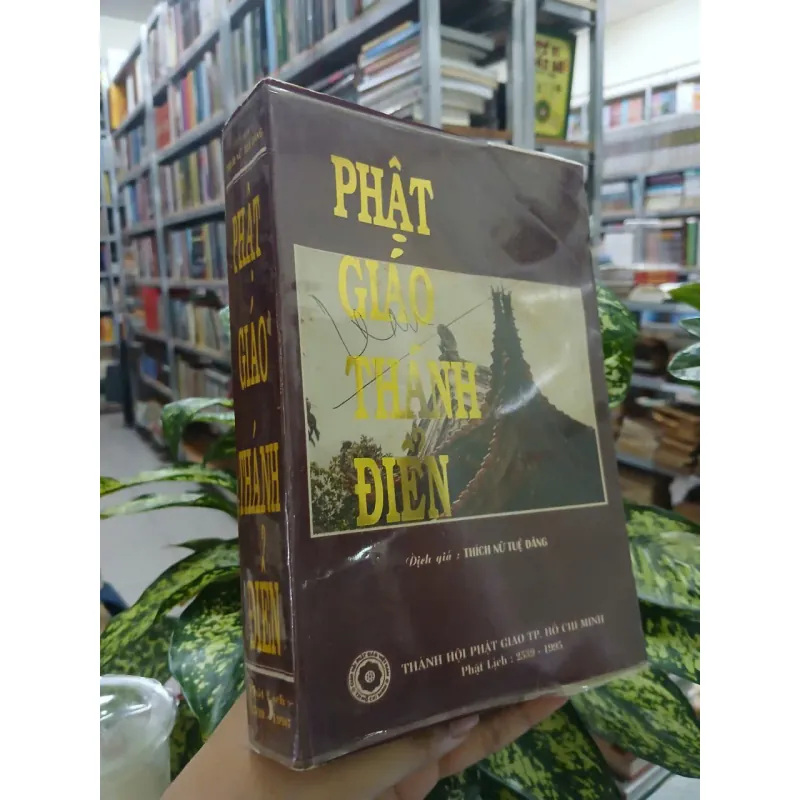 PHẬT
GIÁO
THÁNH
ĐIỂN
Dịch giả : THÍCH NỮ TUỆ ĐĂNG
THÀNH HỘI PHẬT GIÁO TP. HỒ CHÍ MINH
Phật Lịch : 2539 - 1995
PHẬT
GIÁO
THÁNH
ĐIỂN